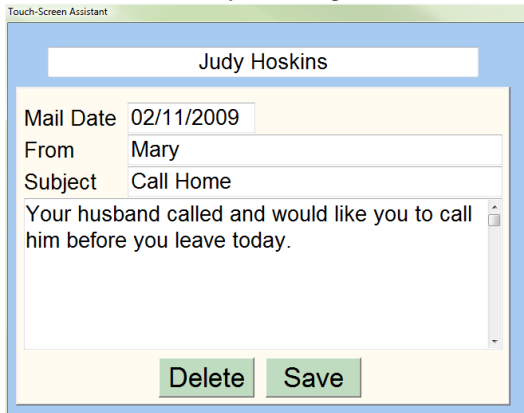 Touch-Screen Assistant
Judy Hoskins
Mail Date 02/11/2009
From Mary
Subject Call Home
Your husband called and would like you to call
him before you leave today.
Delete Save